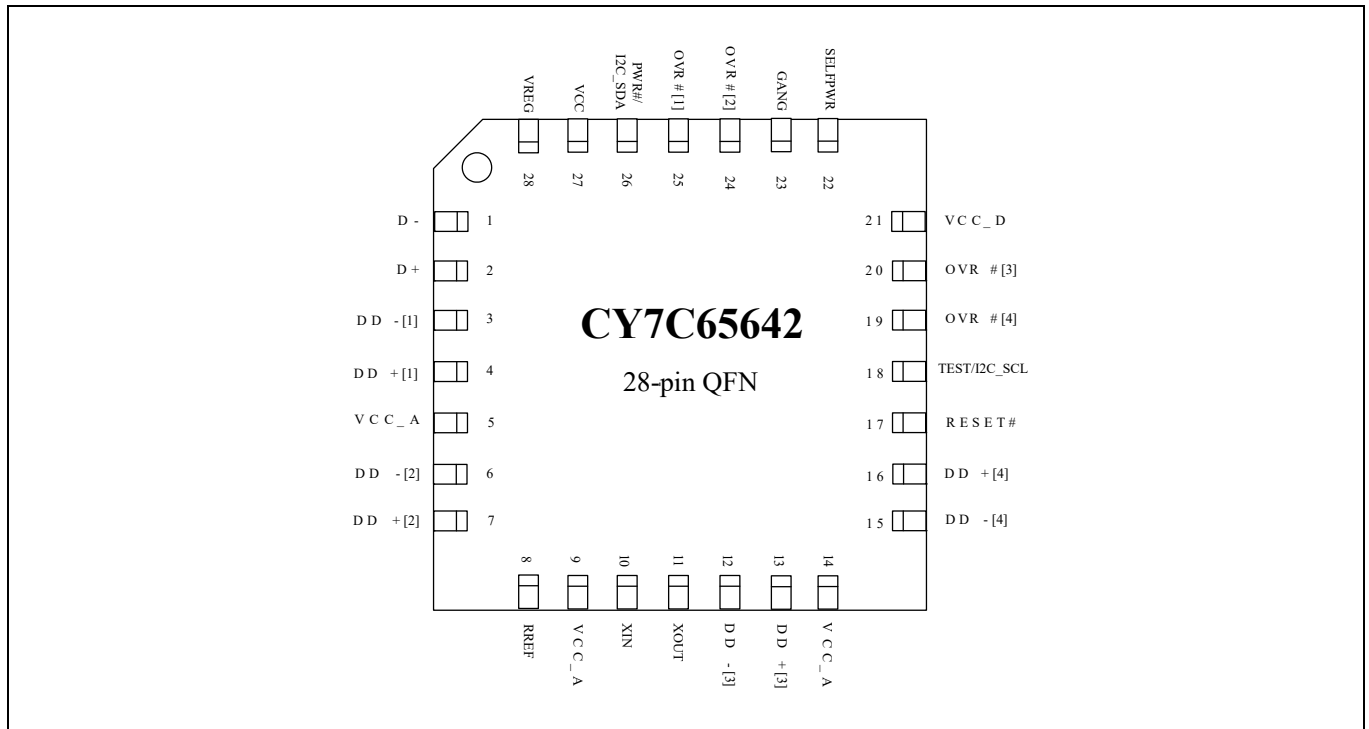 VREG
VCC
PWR#/
I2C_SDA
OVR # [1]
OVR # [2]
GANG
SELFPWR
28
27
26
25
24
23
22
D -
1
21
VCC_D
D+
2
20
OVR # [3]
DD - [1]
3
19
OVR # [4]
DD + [1]
4
18
TEST/I2C_SCL
VCC_A
5
17
RESET#
DD - [2]
6
16
DD + [4]
DD + [2]
7
15
DD - [4]
CY7C65642
28-pin QFN
8
9
10
11
12
13
14
RREF
VCC_A
XIN
XOUT
DD - [3]
DD + [3]
VCC_A